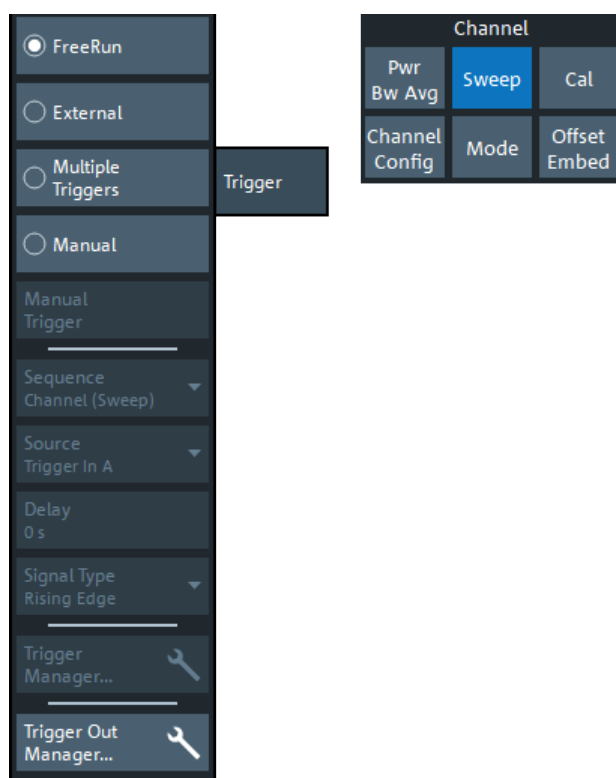 FreeRun
External
Multiple
Triggers
Manual
Manual
Trigger
Sequence
Channel (Sweep)
Source
Trigger In A
Delay
0 s
Signal Type
Rising Edge
Trigger
Manager...
Trigger Out
Manager...
Trigger
Channel
Pwr
Bw Avg
Sweep
Cal
Channel
Config
Mode
Offset
Embed